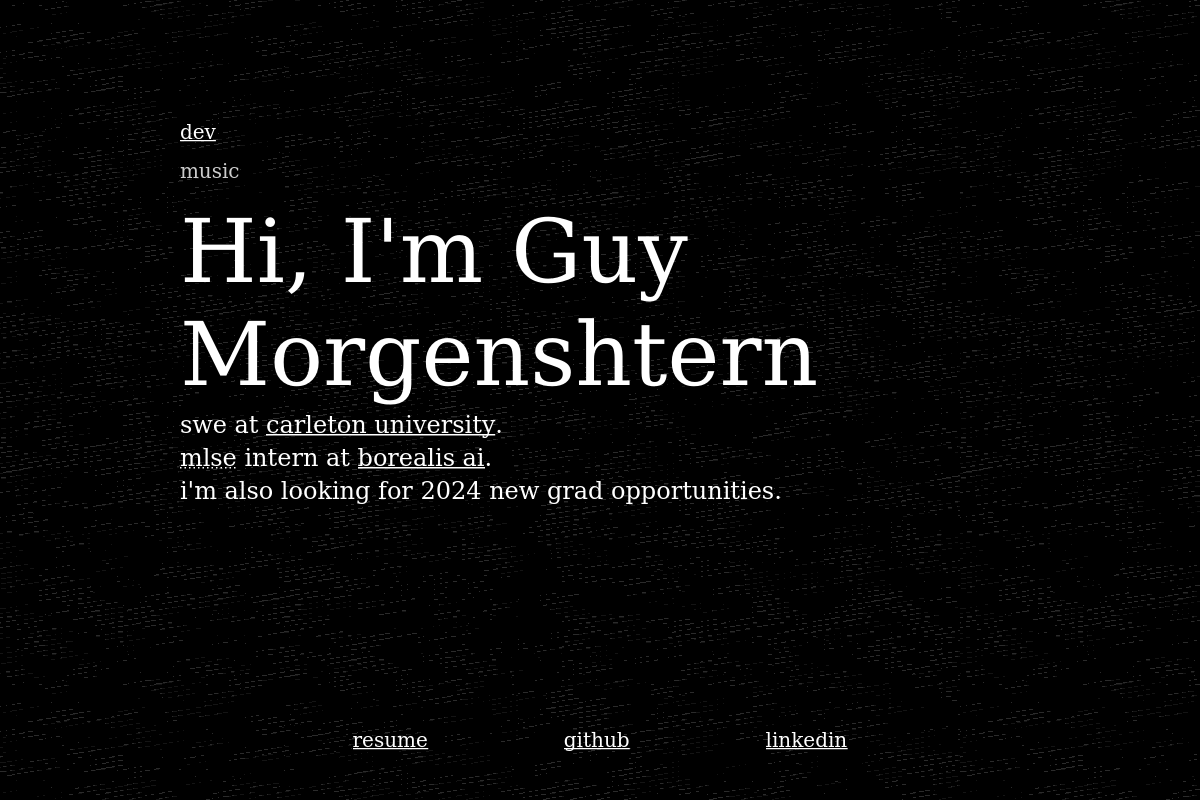 dev
music
Hi, I'm Guy
Morgenshtern
swe at carleton university.
mlse intern at borealis ai.
i'm also looking for 2024 new grad opportunities.
resume github linkedin